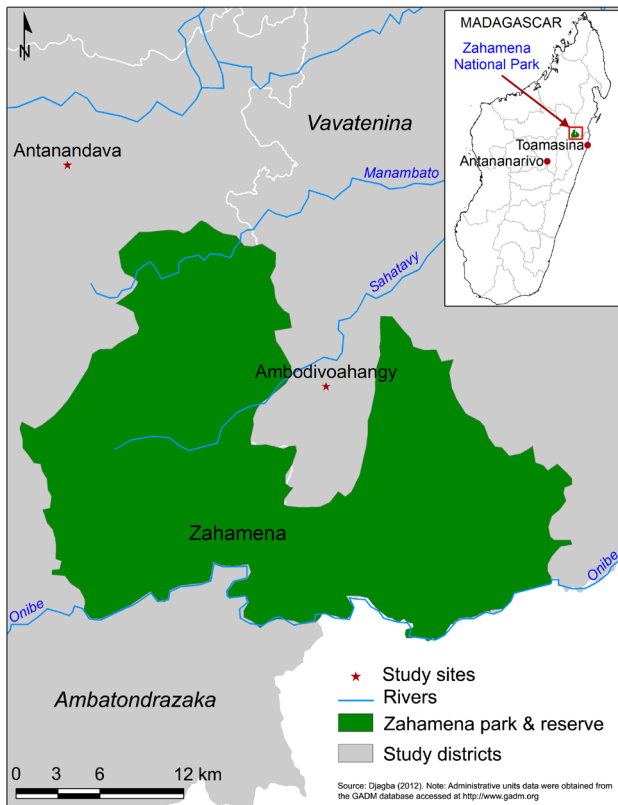 N
MADAGASCAR
Zahamena
National Park
Toamasina
Antananarivo
Vavatenina
Antanandava
Manambato
Sahatavy
Ambodivoahangy
Zahamena
Onibe
Onibe
Ambatondrazaka
Study sites
Rivers
Zahamena park & reserve
Study districts
0 3 6 12 km
Source: Djagba (2012). Note: Administrative units data were obtained from
the GADM database accessed at http://www.gadm.org